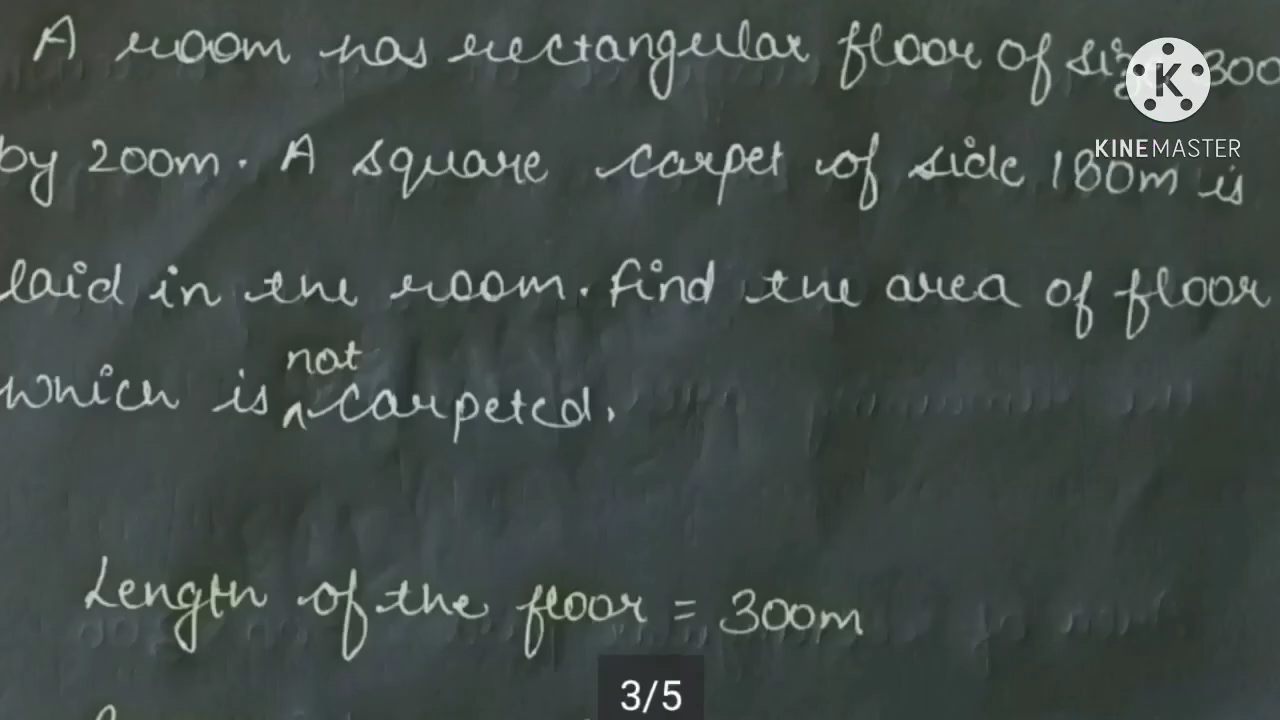 A room has rectangular floor of size 300
by 200m. A square carpet of side 180m is
laid in the room. find the area of floor
which is not carpeted.
Length of the floor = 300m
3/5
K
KINEMASTER